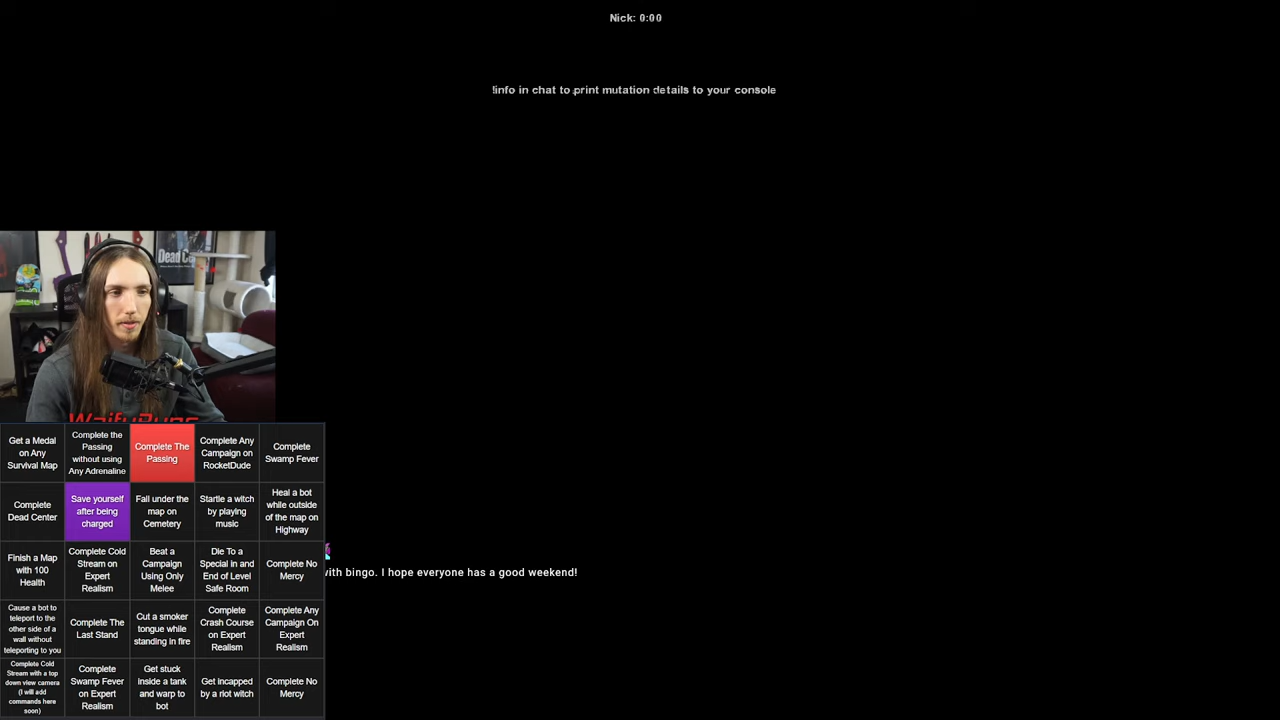 Nick: 0:00
!info in chat to print mutation details to your console
Dead Ce
WaifuRuns
Get a Medal
on Any
Survival Map
Complete the
Passing
without using
Any Adrenaline
Complete The
Passing
Complete Any
Campaign on
RocketDude
Complete
Swamp Fever
Complete
Dead Center
Save yourself
after being
charged
Fall under the
map on
Cemetery
Startle a witch
by playing
music
Heal a bot
while outside
of the map on
Highway
Finish a Map
with 100
Health
Complete Cold
Stream on
Expert
Realism
Beat a
Campaign
Using Only
Melee
Die To a
Special in and
End of Level
Safe Room
Complete No
Mercy
Cause a bot to
teleport to the
other side of a
wall without
teleporting to you
Complete The
Last Stand
Cut a smoker
tongue while
standing in fire
Complete
Crash Course
on Expert
Realism
Complete Any
Campaign On
Expert
Realism
Complete Cold
Stream with a top
down view camera
(I will add
commands here
soon)
Complete
Swamp Fever
on Expert
Realism
Get stuck
inside a tank
and warp to
bot
Get incapped
by a riot witch
Complete No
Mercy
with bingo. I hope everyone has a good weekend!